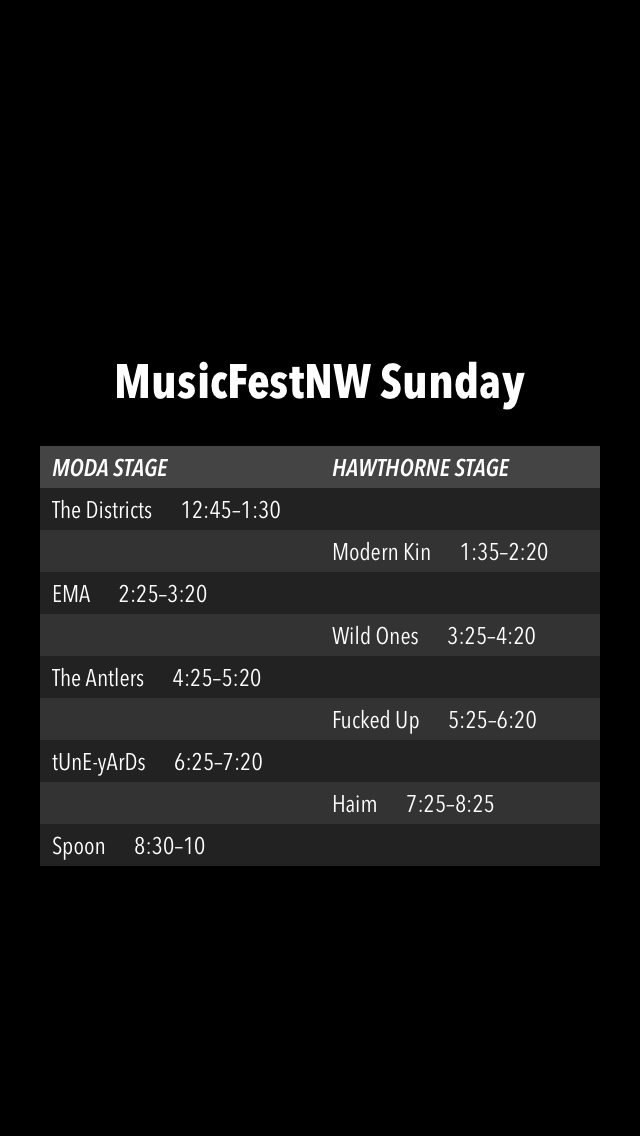 MusicFestNW Sunday
MODA STAGE HAWTHORNE STAGE
The Districts 12:45–1:30
Modern Kin 1:35–2:20
EMA 2:25–3:20
Wild Ones 3:25–4:20
The Antlers 4:25–5:20
Fucked Up 5:25–6:20
tUnE-yArDs 6:25–7:20
Haim 7:25–8:25
Spoon 8:30–10